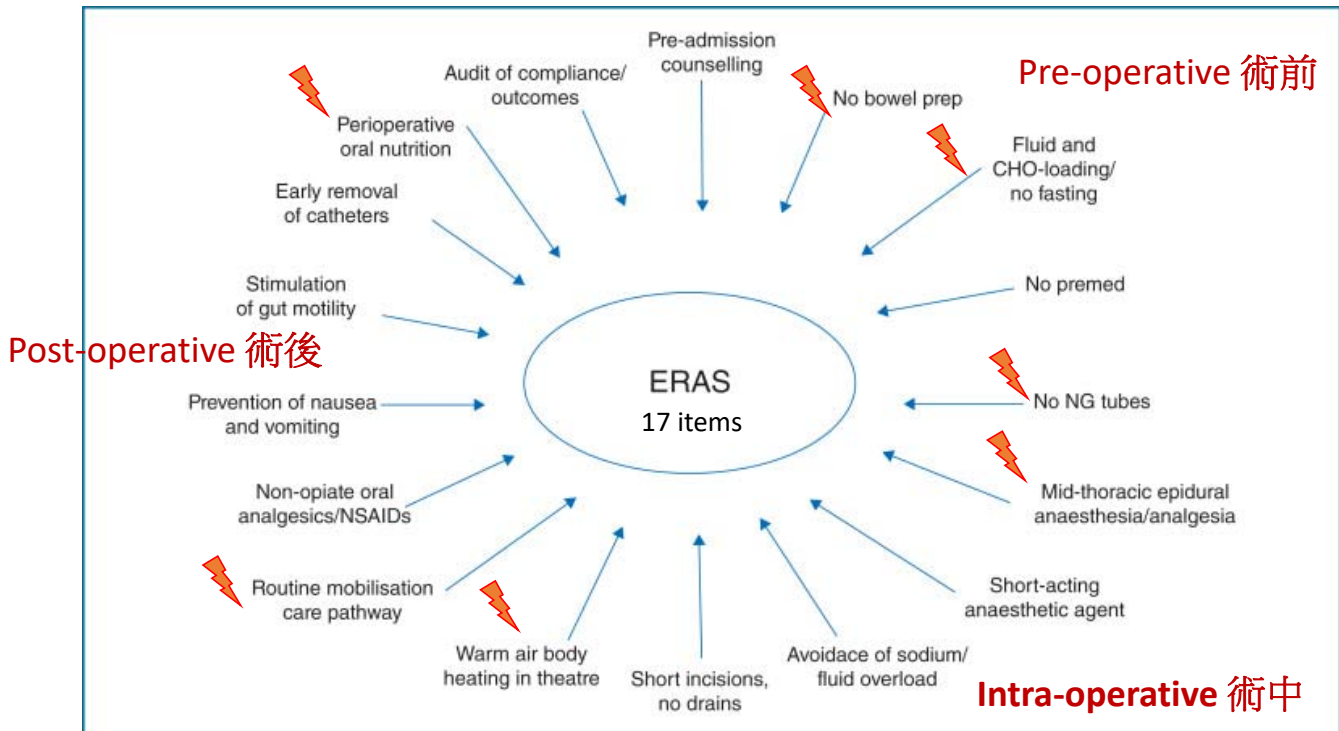 Pre-operative 術前
Pre-admission
counselling
No bowel prep
Fluid and
CHO-loading/
no fasting
No premed
No NG tubes
Mid-thoracic epidural
anaesthesia/analgesia
Short-acting
anaesthetic agent
Intra-operative 術中
Avoidace of sodium/
fluid overload
Short incisions,
no drains
Warm air body
heating in theatre
Routine mobilisation
care pathway
Non-opiate oral
analgesics/NSAIDs
Prevention of nausea
and vomiting
Post-operative 術後
Stimulation
of gut motility
Early removal
of catheters
Perioperative
oral nutrition
Audit of compliance/
outcomes
ERAS
17 items